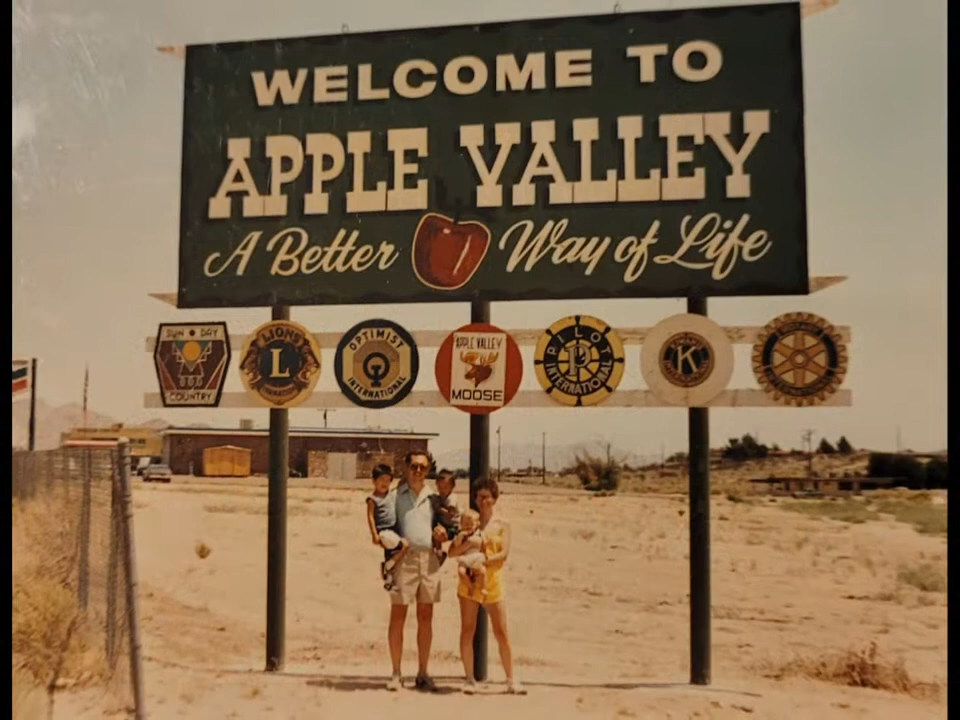 WELCOME TO
APPLE VALLEY
A Better Way of Life
SUN DAY
COUNTRY
LIONS
L
INTERNATIONAL
OPTIMIST
INTERNATIONAL
APPLE VALLEY
MOOSE
PILOT
INTERNATIONAL
K